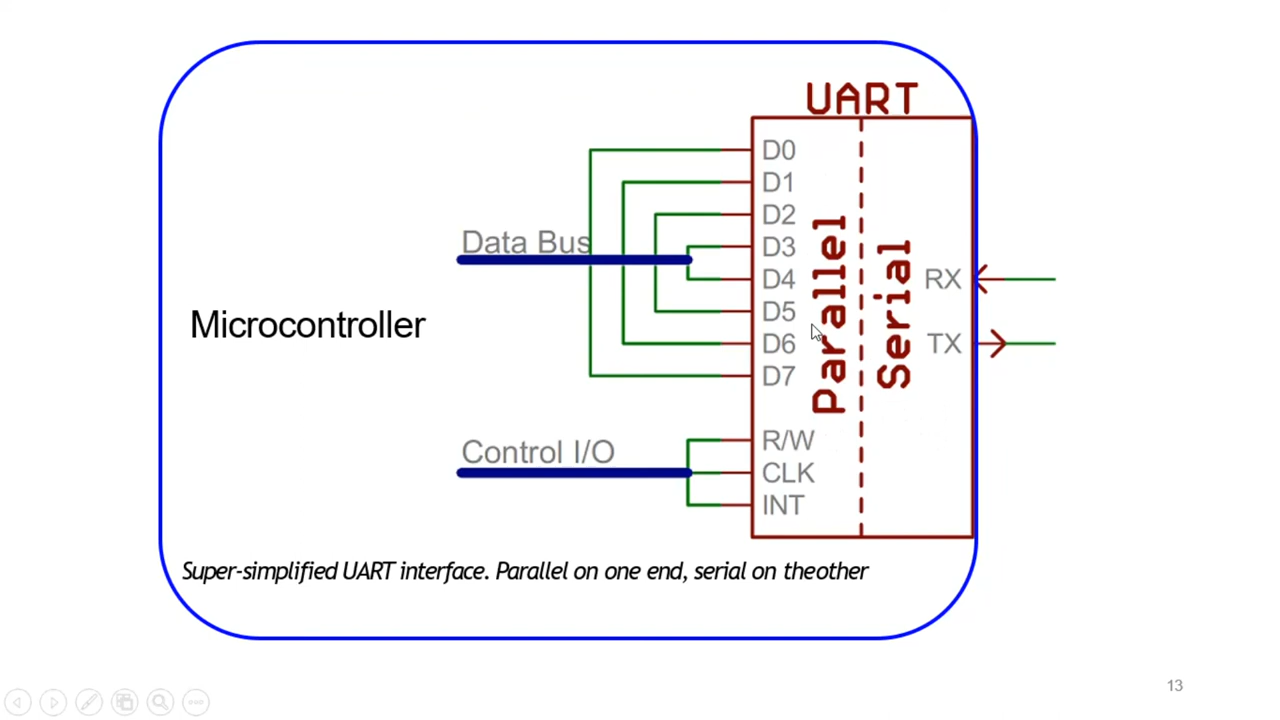 UART
D0
D1
D2
Data Bus
D3
D4
RX
Microcontroller
D5
D6
TX
D7
Parallel
Serial
Control I/O
R/W
CLK
INT
Super-simplified UART interface. Parallel on one end, serial on theother
13